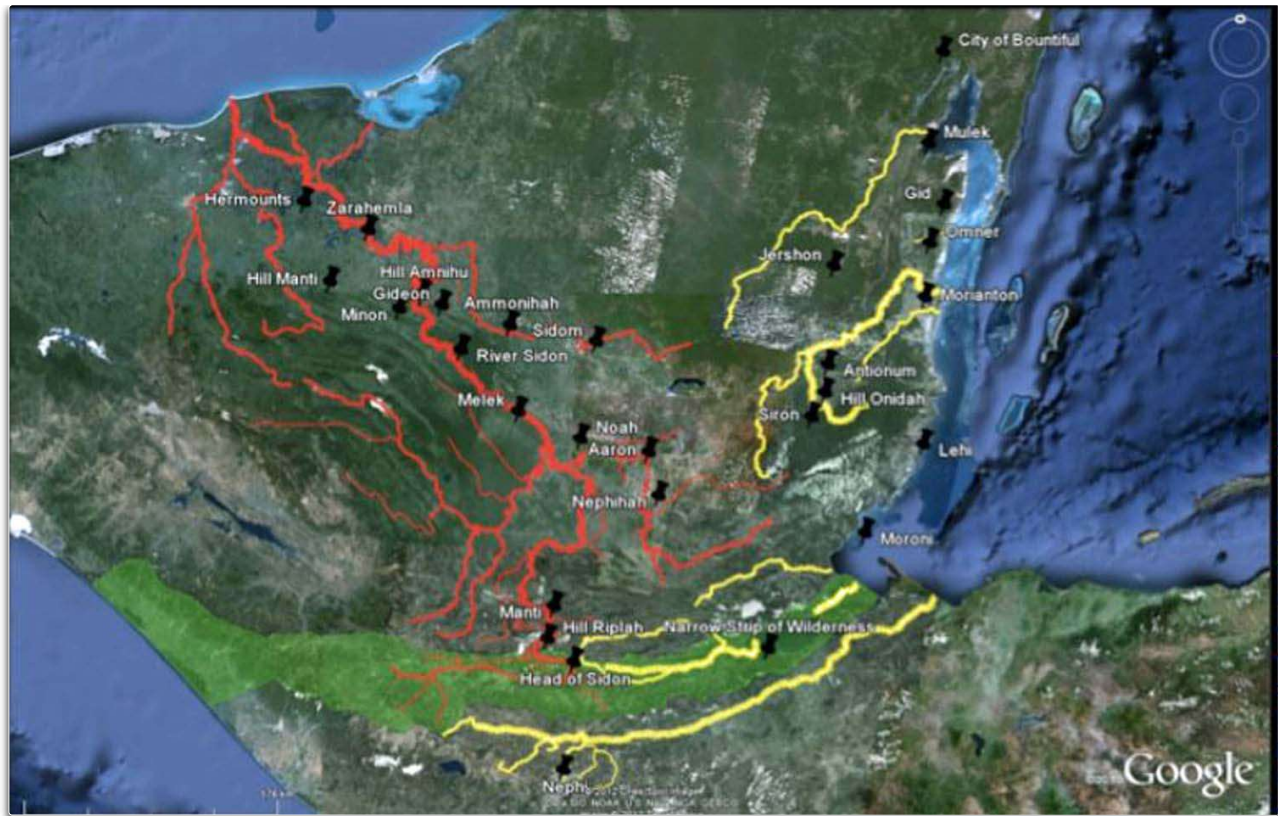 City of Bountiful
Mulek
Gid
Hermounts
Zarahemla
Omner
Jershon
Hill Manti
Hill Amnihu
Gideon
Ammonihah
Morianton
Minon
Sidom
River Sidon
Antionum
Melek
Hill Onidah
Siron
Noah
Aaron
Lehi
Nephihah
Moroni
Manti
Hill Riplah
Narrow Strip of Wilderness
Head of Sidon
Nephi
Google